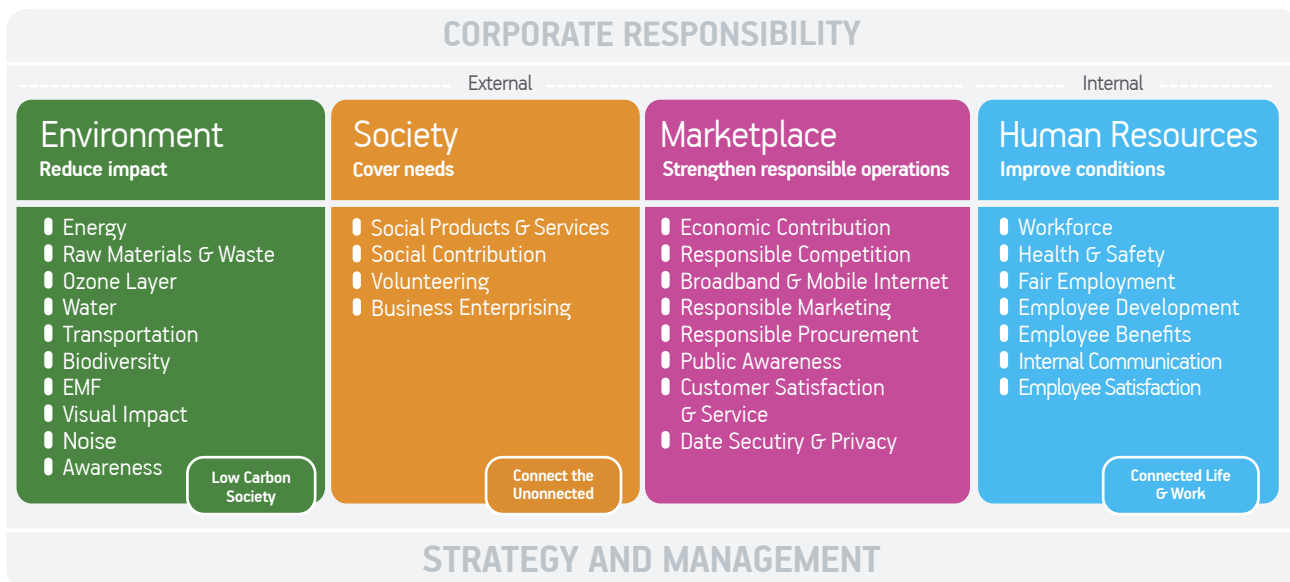 CORPORATE RESPONSIBILITY
External
Internal
Environment
Reduce impact
Energy
Raw Materials & Waste
Ozone Layer
Water
Transportation
Biodiversity
EMF
Visual Impact
Noise
Awareness
Low Carbon
Society
Society
Cover needs
Social Products & Services
Social Contribution
Volunteering
Business Enterprising
Connect the
Unonnected
Marketplace
Strengthen responsible operations
Economic Contribution
Responsible Competition
Broadband & Mobile Internet
Responsible Marketing
Responsible Procurement
Public Awareness
Customer Satisfaction
& Service
Date Secutiry & Privacy
Human Resources
Improve conditions
Workforce
Health & Safety
Fair Employment
Employee Development
Employee Benefits
Internal Communication
Employee Satisfaction
Connected Life
& Work
STRATEGY AND MANAGEMENT